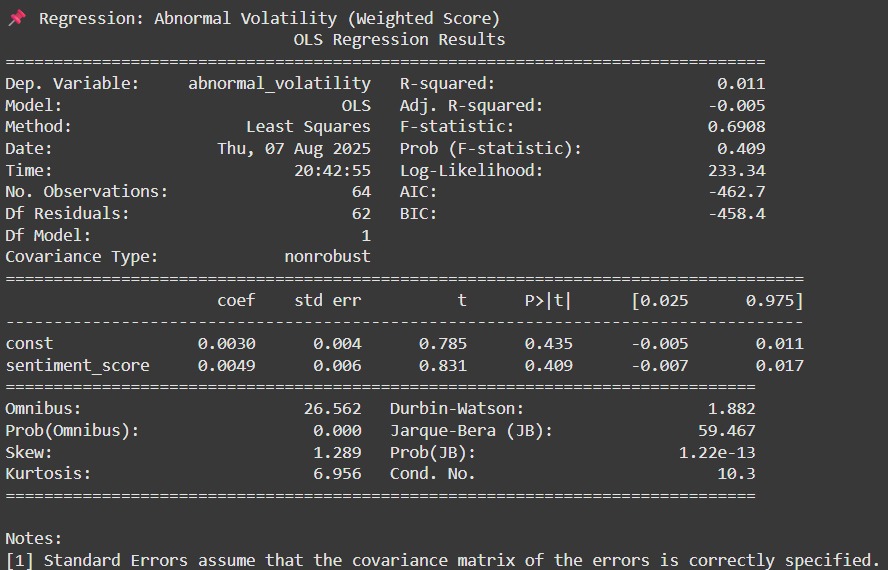 📌 Regression: Abnormal Volatility (Weighted Score)
                              OLS Regression Results
===============================================================================
Dep. Variable:     abnormal_volatility   R-squared:                       0.011
Model:                             OLS   Adj. R-squared:                 -0.005
Method:                  Least Squares   F-statistic:                    0.6908
Date:                 Thu, 07 Aug 2025   Prob (F-statistic):              0.409
Time:                         20:42:55   Log-Likelihood:                 233.34
No. Observations:                   64   AIC:                            -462.7
Df Residuals:                       62   BIC:                            -458.4
Df Model:                            1
Covariance Type:             nonrobust
===================================================================================
                      coef    std err          t      P>|t|      [0.025      0.975]
-----------------------------------------------------------------------------------
const               0.0030      0.004      0.785      0.435      -0.005       0.011
sentiment_score     0.0049      0.006      0.831      0.409      -0.007       0.017
==============================================================================
Omnibus:                       26.562   Durbin-Watson:                   1.882
Prob(Omnibus):                  0.000   Jarque-Bera (JB):               59.467
Skew:                           1.289   Prob(JB):                     1.22e-13
Kurtosis:                       6.956   Cond. No.                         10.3
==============================================================================
Notes:
[1] Standard Errors assume that the covariance matrix of the errors is correctly specified.